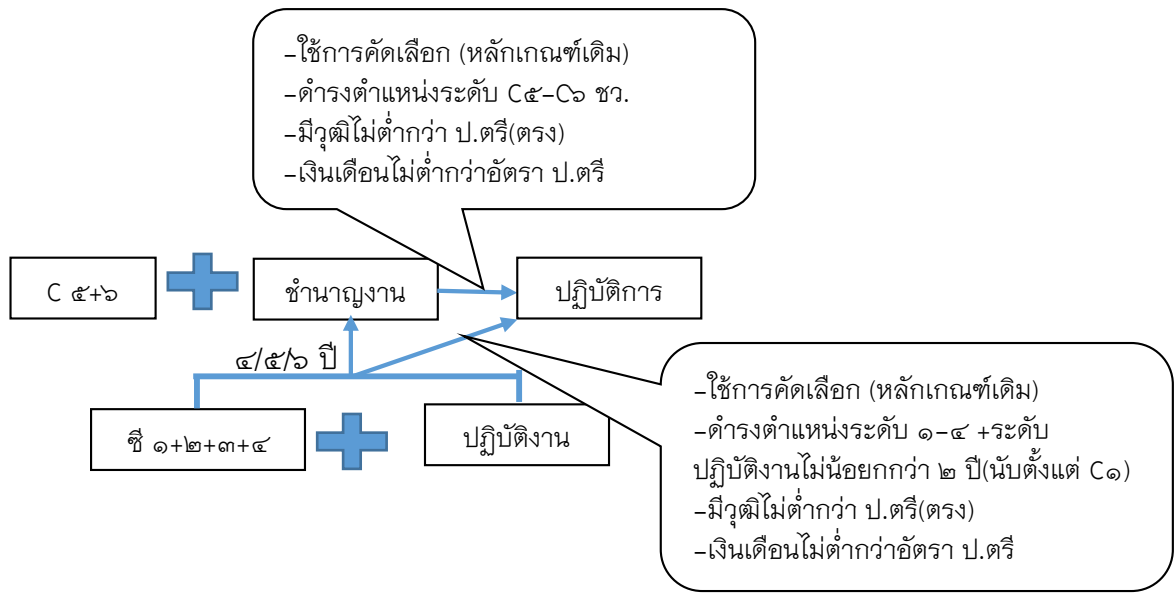 -ใช้การคัดเลือก (หลักเกณฑ์เดิม)
-ดำรงตำแหน่งระดับ C๕-C๖ ชว.
-มีวุฒิไม่ต่ำกว่า ป.ตรี(ตรง)
-เงินเดือนไม่ต่ำกว่าอัตรา ป.ตรี
C ๕+๖
ชำนาญงาน
ปฏิบัติการ
๔/๕/๖ ปี
ซี ๑+๒+๓+๔
ปฏิบัติงาน
-ใช้การคัดเลือก (หลักเกณฑ์เดิม)
-ดำรงตำแหน่งระดับ ๑-๔ +ระดับ
ปฏิบัติงานไม่น้อยกกว่า ๒ ปี(นับตั้งแต่ C๑)
-มีวุฒิไม่ต่ำกว่า ป.ตรี(ตรง)
-เงินเดือนไม่ต่ำกว่าอัตรา ป.ตรี